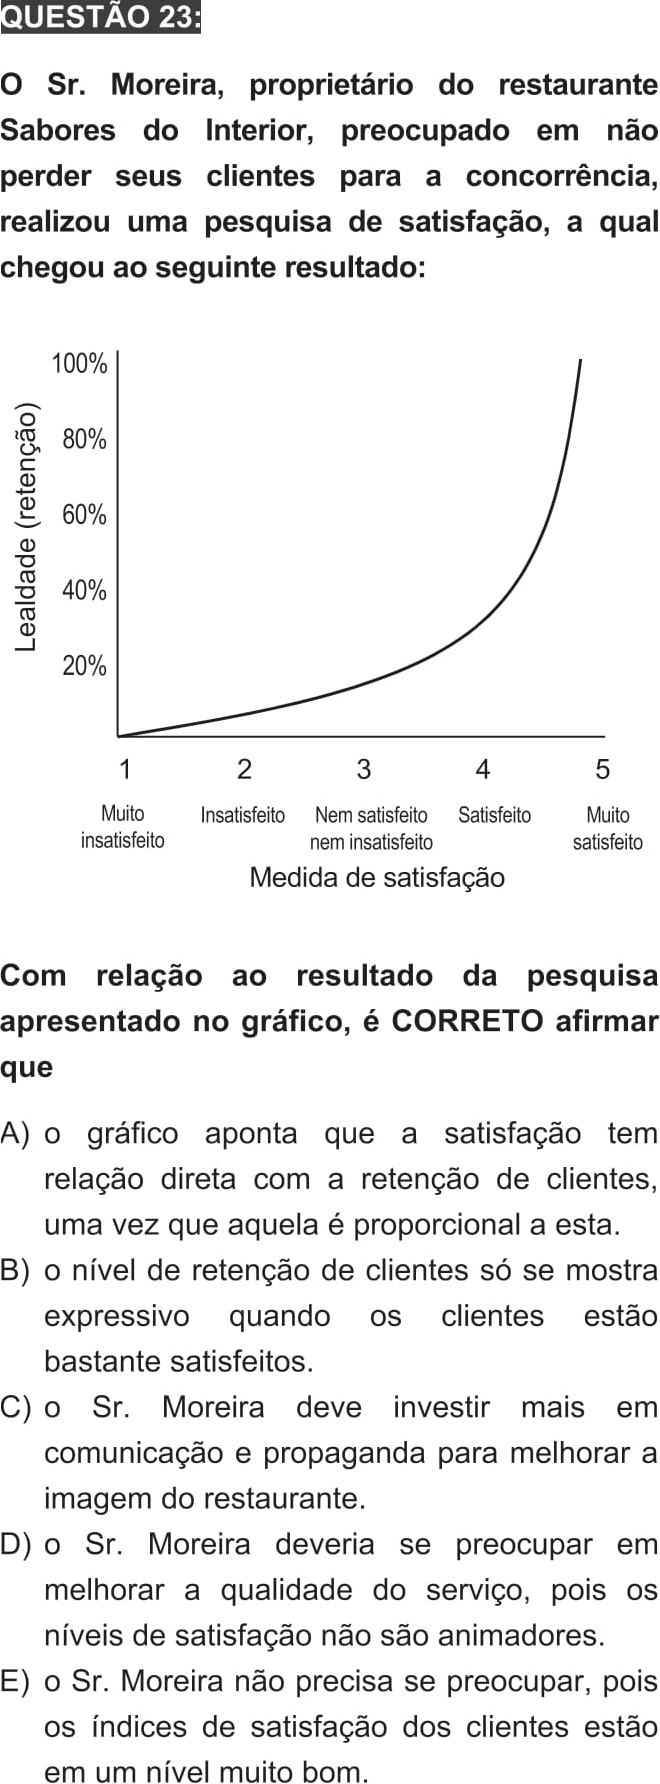 QUESTÃO 23:
O Sr. Moreira, proprietário do restaurante
Sabores do Interior, preocupado em não
perder seus clientes para a concorrência,
realizou uma pesquisa de satisfação, a qual
chegou ao seguinte resultado:
Lealdade (retenção)
100%
80%
60%
40%
20%
1 2 3 4 5
Muito Insatisfeito Nem satisfeito Satisfeito Muito
insatisfeito nem insatisfeito satisfeito
Medida de satisfação
Com relação ao resultado da pesquisa
apresentado no gráfico, é CORRETO afirmar
que
A) o gráfico aponta que a satisfação tem
relação direta com a retenção de clientes,
uma vez que aquela é proporcional a esta.
B) o nível de retenção de clientes só se mostra
expressivo quando os clientes estão
bastante satisfeitos.
C) o Sr. Moreira deve investir mais em
comunicação e propaganda para melhorar a
imagem do restaurante.
D) o Sr. Moreira deveria se preocupar em
melhorar a qualidade do serviço, pois os
níveis de satisfação não são animadores.
E) o Sr. Moreira não precisa se preocupar, pois
os índices de satisfação dos clientes estão
em um nível muito bom.